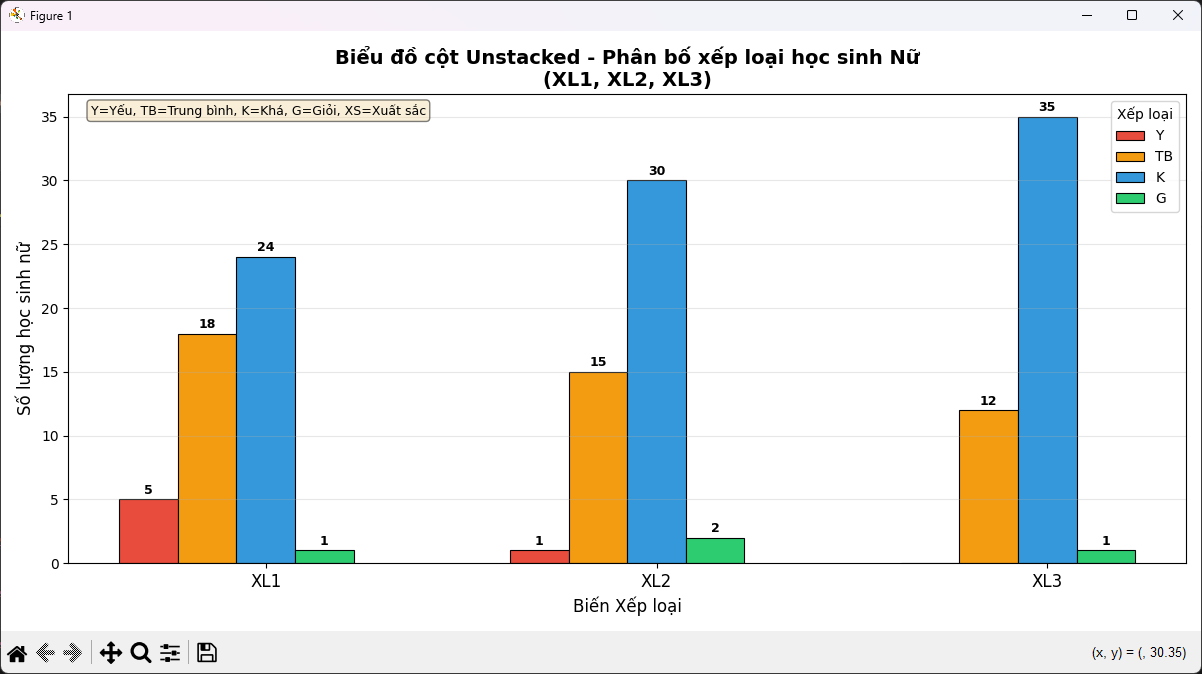 Figure 1
Biểu đồ cột Unstacked - Phân bố xếp loại học sinh Nữ
(XL1, XL2, XL3)
Y=Yếu, TB=Trung bình, K=Khá, G=Giỏi, XS=Xuất sắc
Xếp loại
Y
TB
K
G
Số lượng học sinh nữ
35
30
25
20
15
10
5
0
5
18
24
1
1
15
30
2
12
35
1
XL1
XL2
XL3
Biến Xếp loại
(x, y) = (, 30.35)